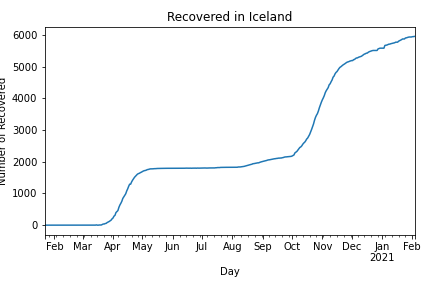 Recovered in Iceland
Number of Recovered
6000
5000
4000
3000
2000
1000
0
Feb Mar Apr May Jun Jul Aug Sep Oct Nov Dec Jan Feb
2021
Day